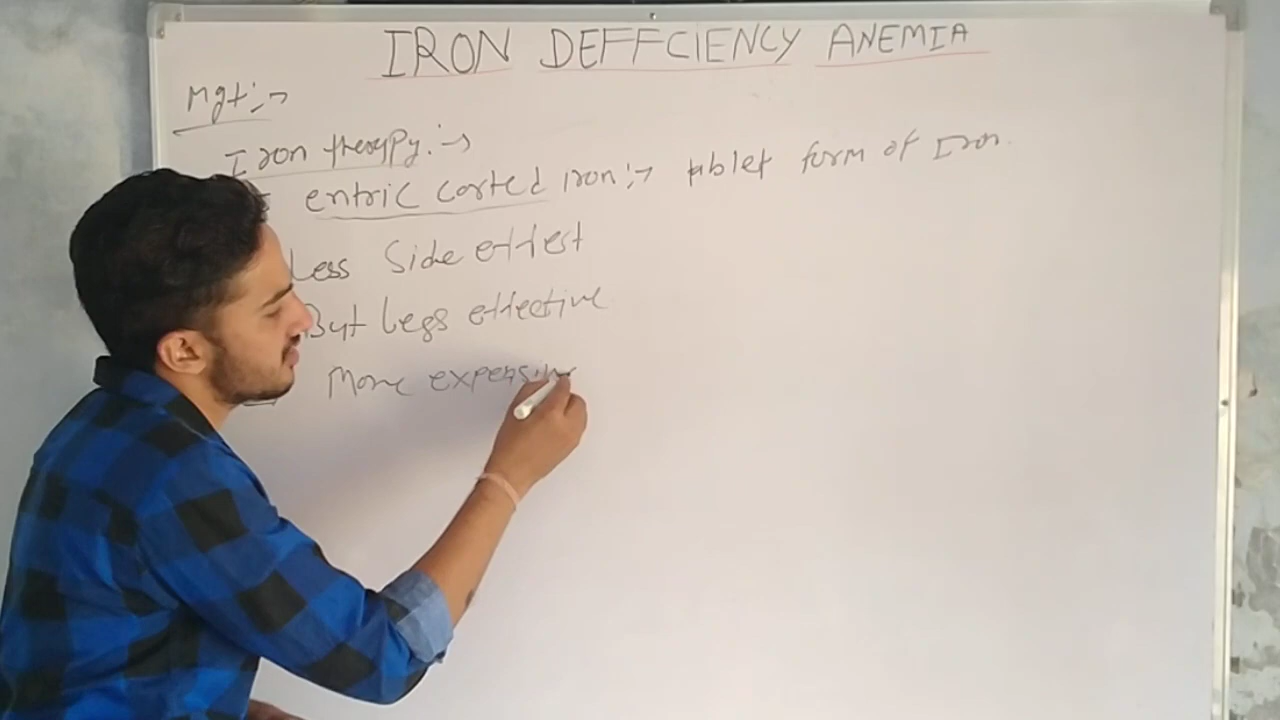 IRON DEFFCIENCY ANEMIA
Mgt:→
Iron therapy:→
entric corted iron:→ tablet form of Iron.
Less Side effect
But less effective
More expensive